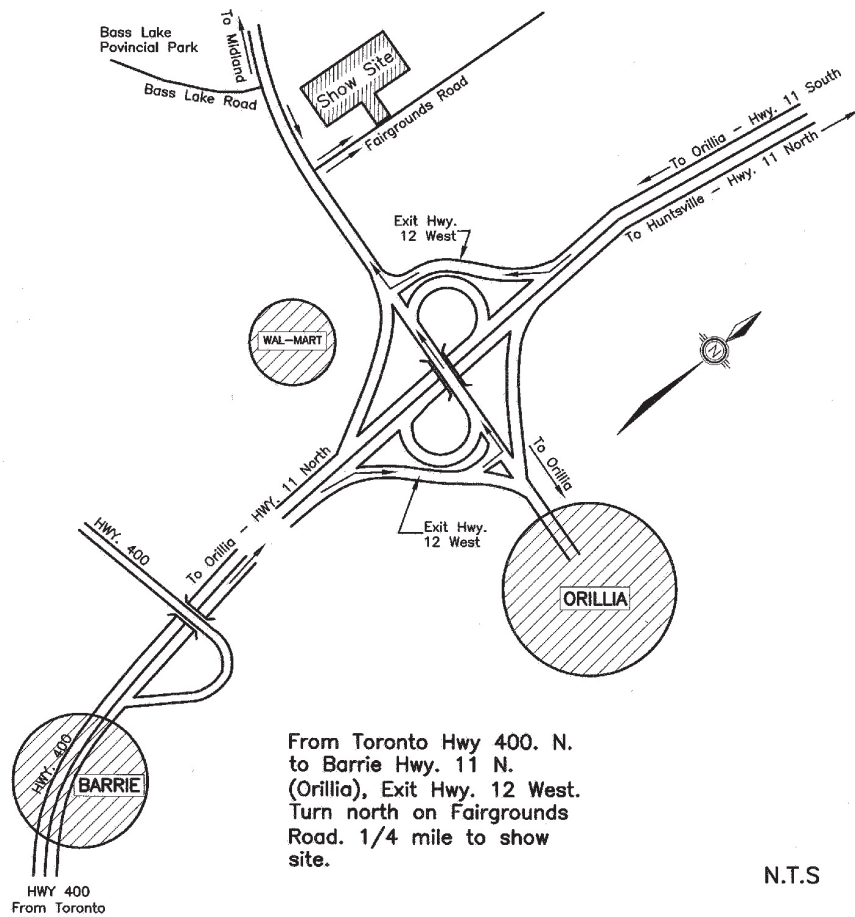 To Midland
Bass Lake
Povincial Park
Bass Lake Road
Show Site
Fairgrounds Road
To Orillia - Hwy. 11 South
To Huntsville - Hwy. 11 North
Exit Hwy.
12 West
WAL-MART
N
To Orillia
To Orillia - HWY. 11 North
Exit Hwy.
12 West
HWY. 400
To Orillia
ORILLIA
HWY. 400
BARRIE
From Toronto Hwy 400. N.
to Barrie Hwy. 11 N.
(Orillia), Exit Hwy. 12 West.
Turn north on Fairgrounds
Road. 1/4 mile to show
site.
N.T.S
HWY 400
From Toronto